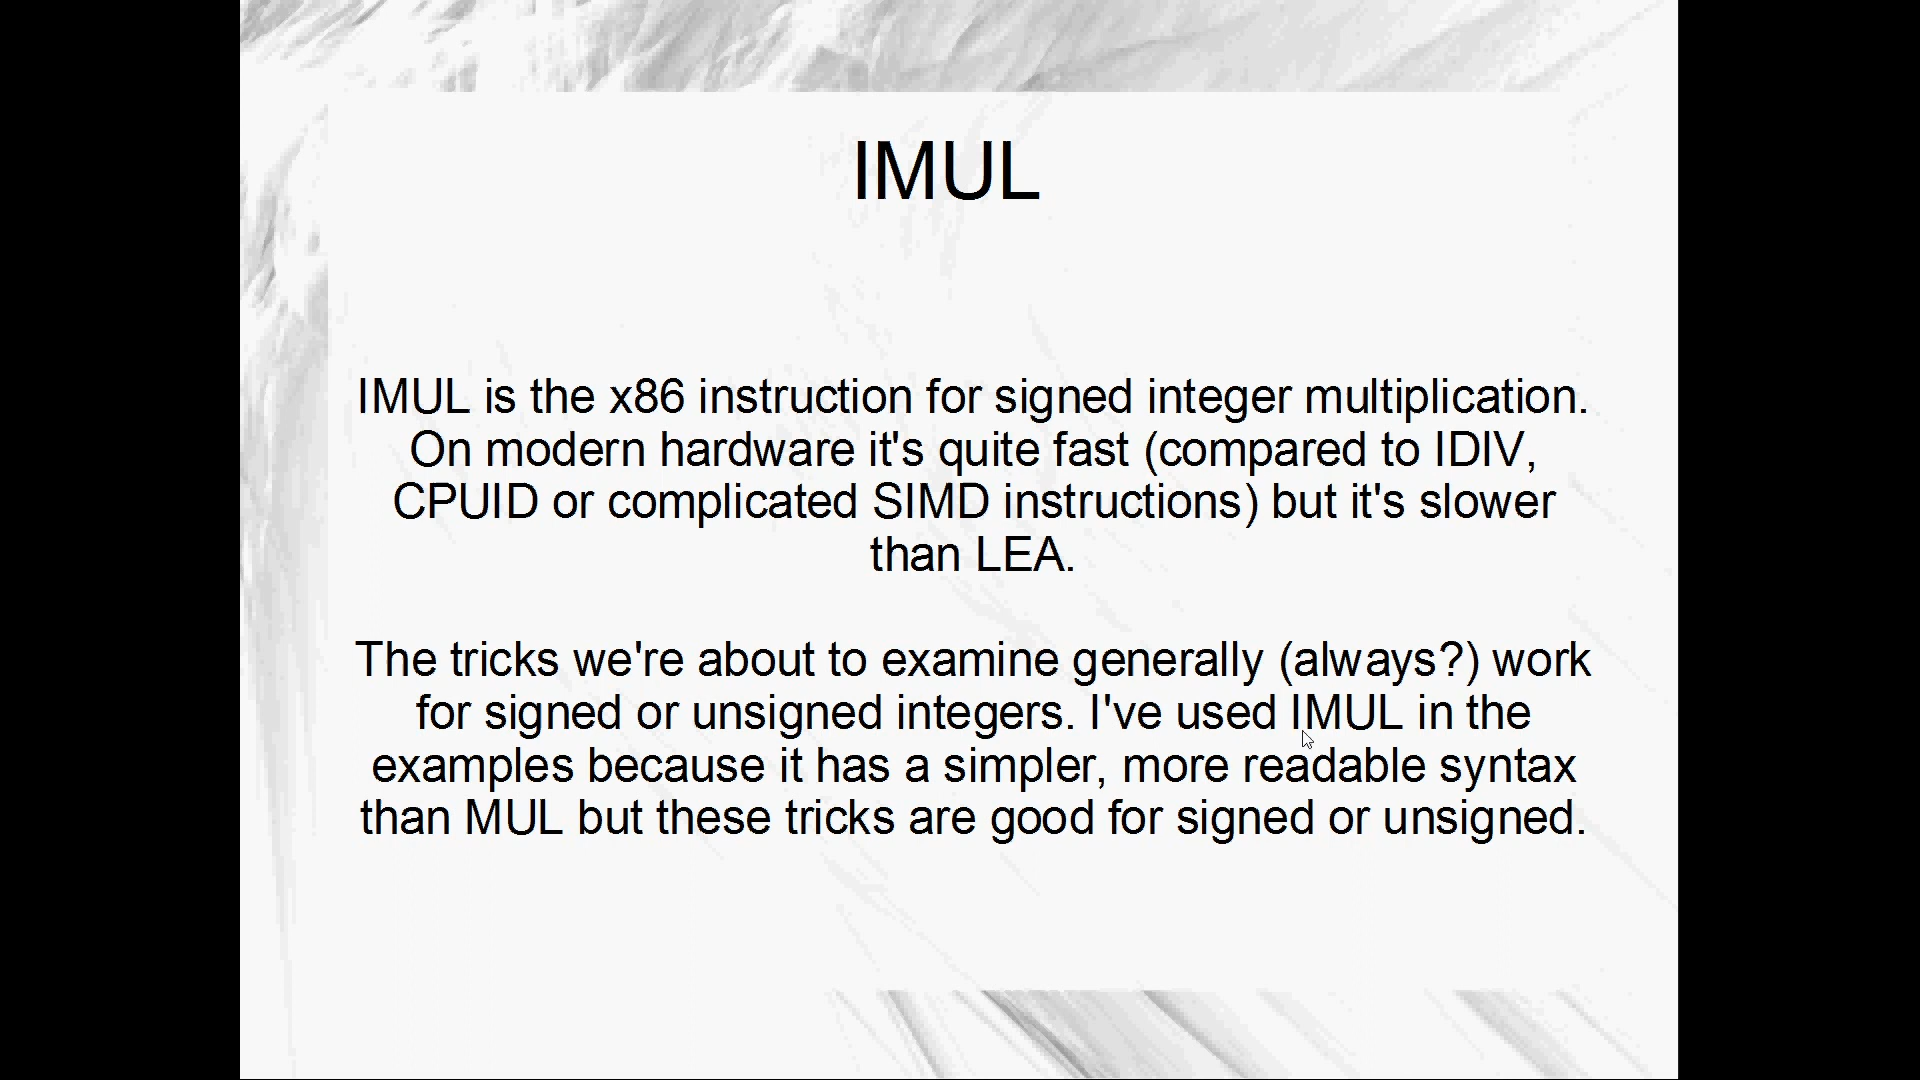 IMUL
IMUL is the x86 instruction for signed integer multiplication.
On modern hardware it's quite fast (compared to IDIV,
CPUID or complicated SIMD instructions) but it's slower
than LEA.
The tricks we're about to examine generally (always?) work
for signed or unsigned integers. I've used IMUL in the
examples because it has a simpler, more readable syntax
than MUL but these tricks are good for signed or unsigned.